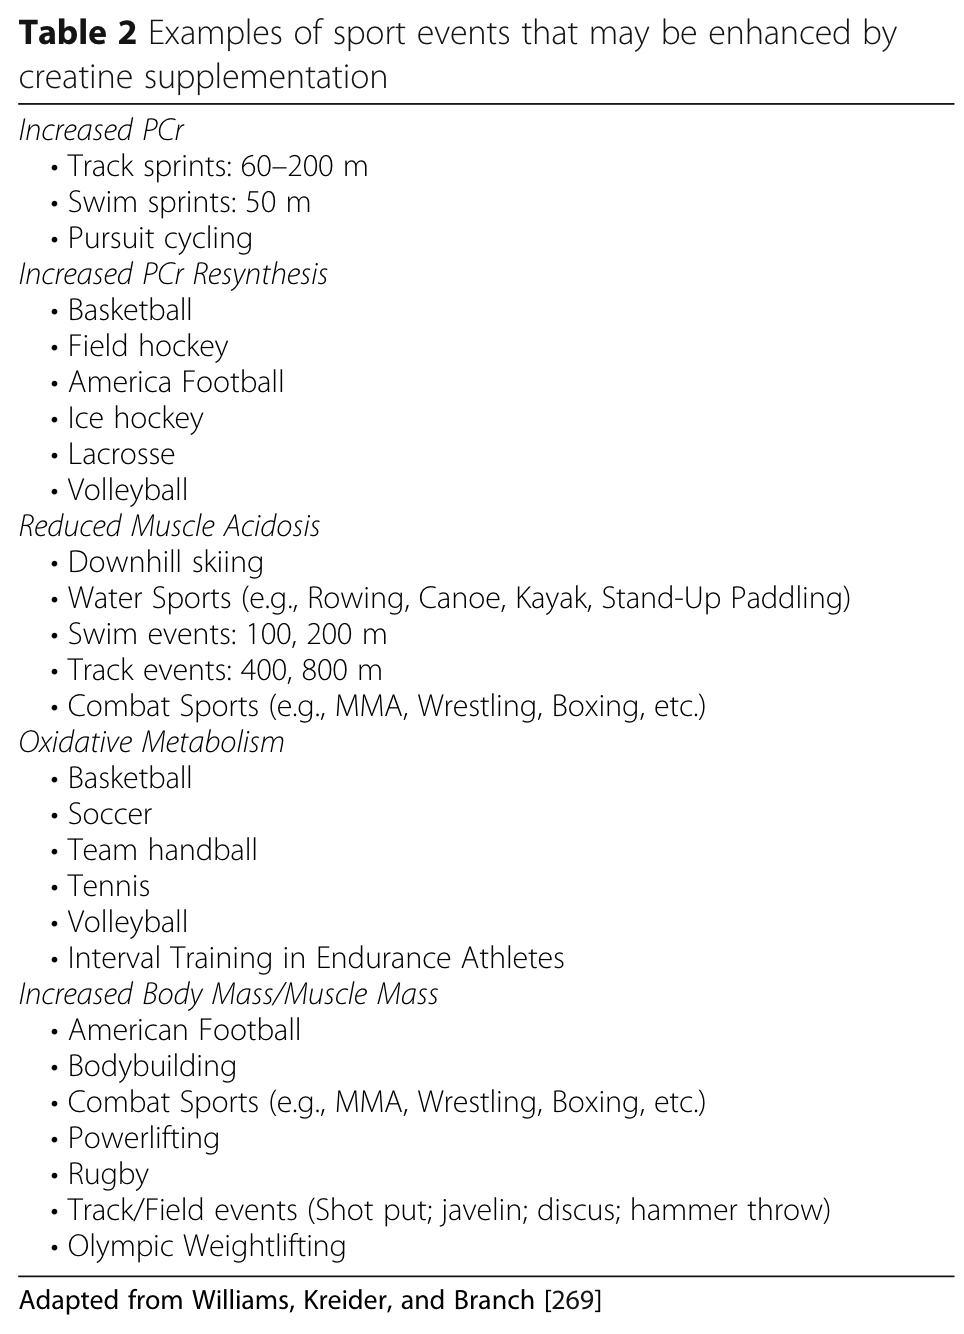 Table 2 Examples of sport events that may be enhanced by
creatine supplementation
Increased PCr
• Track sprints: 60–200 m
• Swim sprints: 50 m
• Pursuit cycling
Increased PCr Resynthesis
• Basketball
• Field hockey
• America Football
• Ice hockey
• Lacrosse
• Volleyball
Reduced Muscle Acidosis
• Downhill skiing
• Water Sports (e.g., Rowing, Canoe, Kayak, Stand-Up Paddling)
• Swim events: 100, 200 m
• Track events: 400, 800 m
• Combat Sports (e.g., MMA, Wrestling, Boxing, etc.)
Oxidative Metabolism
• Basketball
• Soccer
• Team handball
• Tennis
• Volleyball
• Interval Training in Endurance Athletes
Increased Body Mass/Muscle Mass
• American Football
• Bodybuilding
• Combat Sports (e.g., MMA, Wrestling, Boxing, etc.)
• Powerlifting
• Rugby
• Track/Field events (Shot put; javelin; discus; hammer throw)
• Olympic Weightlifting
Adapted from Williams, Kreider, and Branch [269]